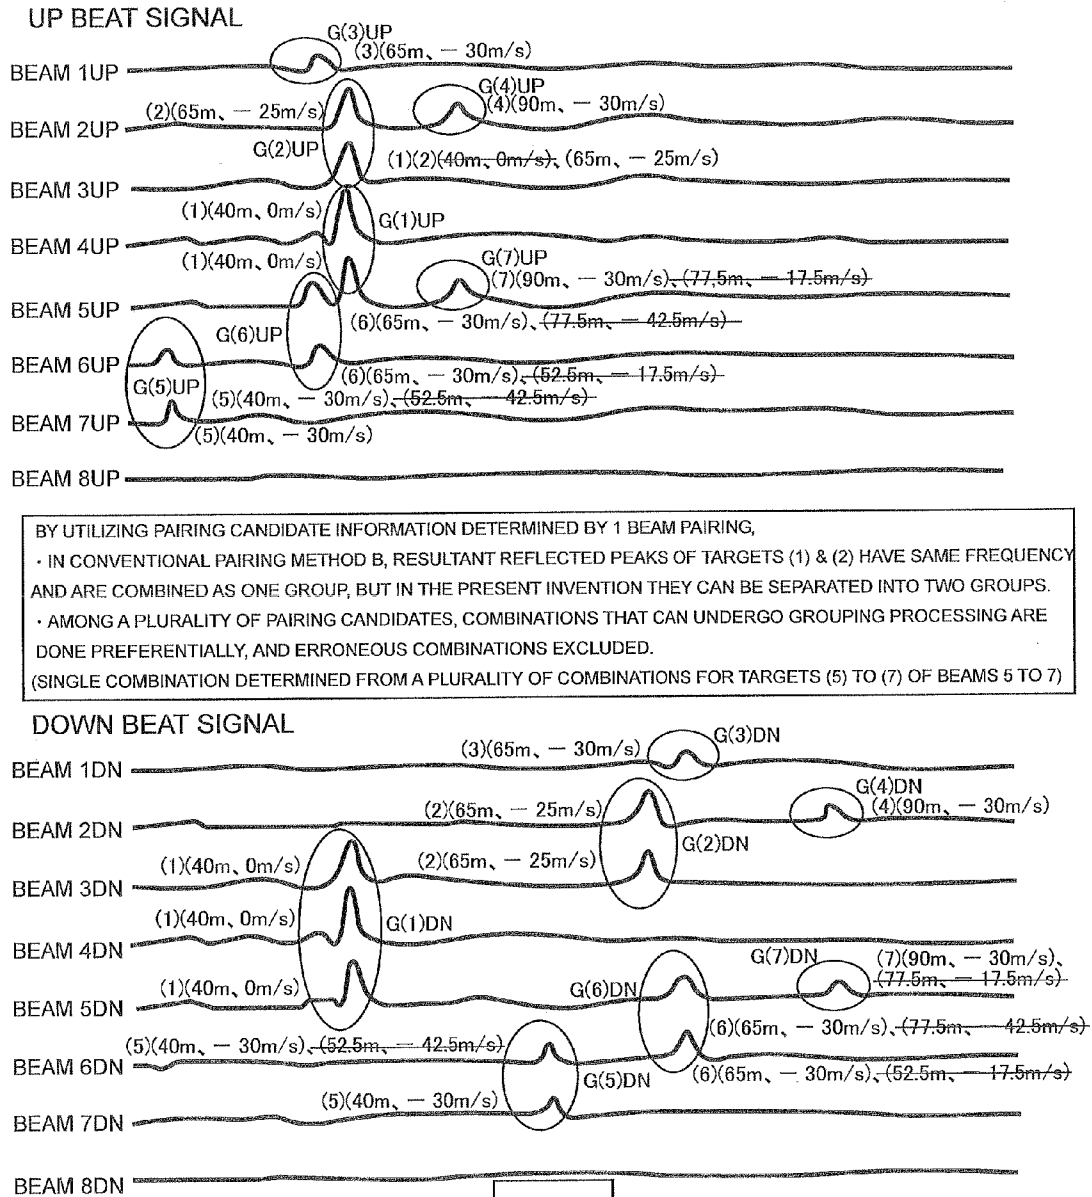 UP BEAT SIGNAL
G(3)UP
(3)(65m、－30m/s)
BEAM 1UP
G(4)UP
(2)(65m、－25m/s)
(4)(90m、－30m/s)
BEAM 2UP
G(2)UP
(1)(2)(40m、0m/s)、(65m、－25m/s)
BEAM 3UP
(1)(40m、0m/s)
G(1)UP
BEAM 4UP
(1)(40m、0m/s)
G(7)UP
(7)(90m、－30m/s)、(77,5m、－17.5m/s)
BEAM 5UP
(6)(65m、－30m/s)、(77.5m、－42.5m/s)
G(6)UP
BEAM 6UP
(6)(65m、－30m/s)、(52.5m、－17.5m/s)
G(5)UP
(5)(40m、－30m/s)、(52.5m、－42.5m/s)
BEAM 7UP
(5)(40m、－30m/s)
BEAM 8UP
BY UTILIZING PAIRING CANDIDATE INFORMATION DETERMINED BY 1 BEAM PAIRING,
・IN CONVENTIONAL PAIRING METHOD B, RESULTANT REFLECTED PEAKS OF TARGETS (1) & (2) HAVE SAME FREQUENCY
AND ARE COMBINED AS ONE GROUP, BUT IN THE PRESENT INVENTION THEY CAN BE SEPARATED INTO TWO GROUPS.
・AMONG A PLURALITY OF PAIRING CANDIDATES, COMBINATIONS THAT CAN UNDERGO GROUPING PROCESSING ARE
DONE PREFERENTIALLY, AND ERRONEOUS COMBINATIONS EXCLUDED.
(SINGLE COMBINATION DETERMINED FROM A PLURALITY OF COMBINATIONS FOR TARGETS (5) TO (7) OF BEAMS 5 TO 7)
DOWN BEAT SIGNAL
G(3)DN
(3)(65m、－30m/s)
BEAM 1DN
G(4)DN
(2)(65m、－25m/s)
(4)(90m、－30m/s)
BEAM 2DN
G(2)DN
(1)(40m、0m/s)
(2)(65m、－25m/s)
BEAM 3DN
(1)(40m、0m/s)
G(1)DN
BEAM 4DN
G(7)DN
(7)(90m、－30m/s)、
(77.5m、－17.5m/s)
(1)(40m、0m/s)
G(6)DN
BEAM 5DN
(6)(65m、－30m/s)、(77.5m、－42.5m/s)
(5)(40m、－30m/s)、(52.5m、－42.5m/s)
BEAM 6DN
(6)(65m、－30m/s)、(52.5m、－17.5m/s)
G(5)DN
(5)(40m、－30m/s)
BEAM 7DN
BEAM 8DN